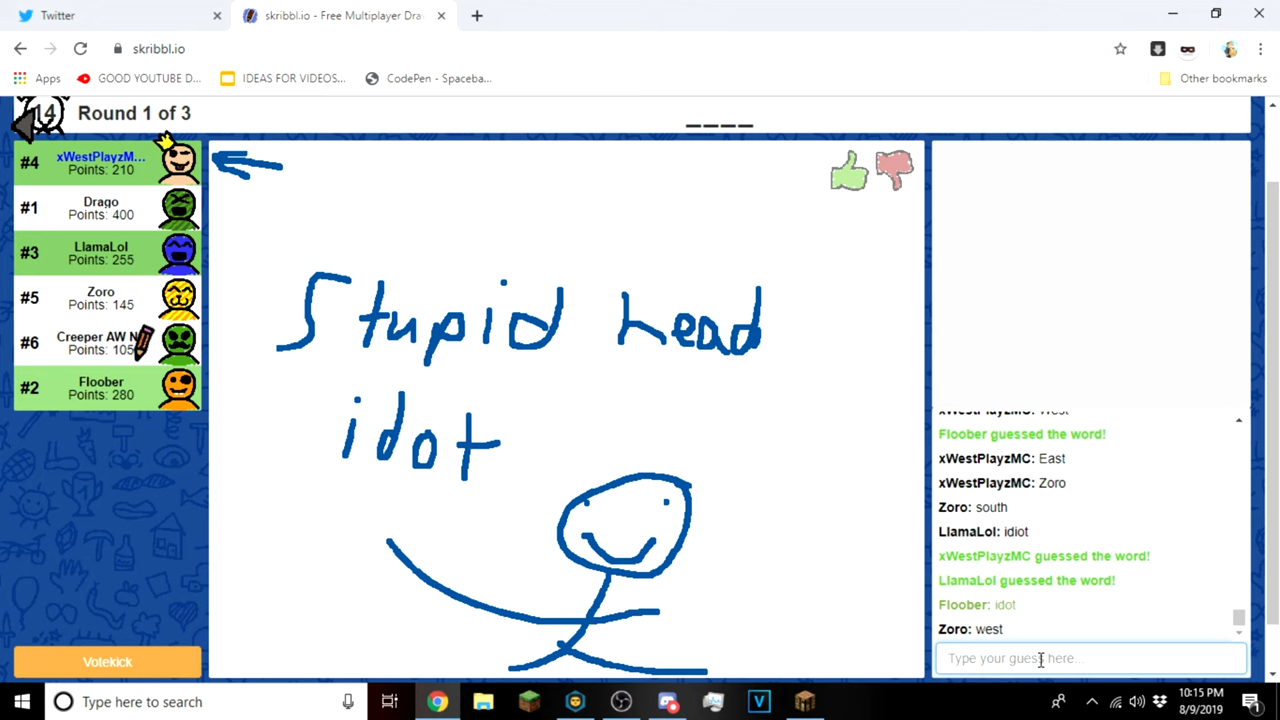 Twitter
skribbl.io - Free Multiplayer Dra
skribbl.io
Apps
GOOD YOUTUBE D...
IDEAS FOR VIDEOS...
CodePen - Spaceba...
Other bookmarks
14
Round 1 of 3
_ _ _ _
#4
xWestPlayzM...
Points: 210
#1
Drago
Points: 400
#3
LlamaLol
Points: 255
#5
Zoro
Points: 145
#6
Creeper AW N
Points: 105
#2
Floober
Points: 280
Votekick
Stupid head
idot
Floober guessed the word!
xWestPlayzMC: East
xWestPlayzMC: Zoro
Zoro: south
LlamaLol: idiot
xWestPlayzMC guessed the word!
LlamaLol guessed the word!
Floober: idot
Zoro: west
Type your guess here...
Type here to search
V
10:15 PM
8/9/2019
1